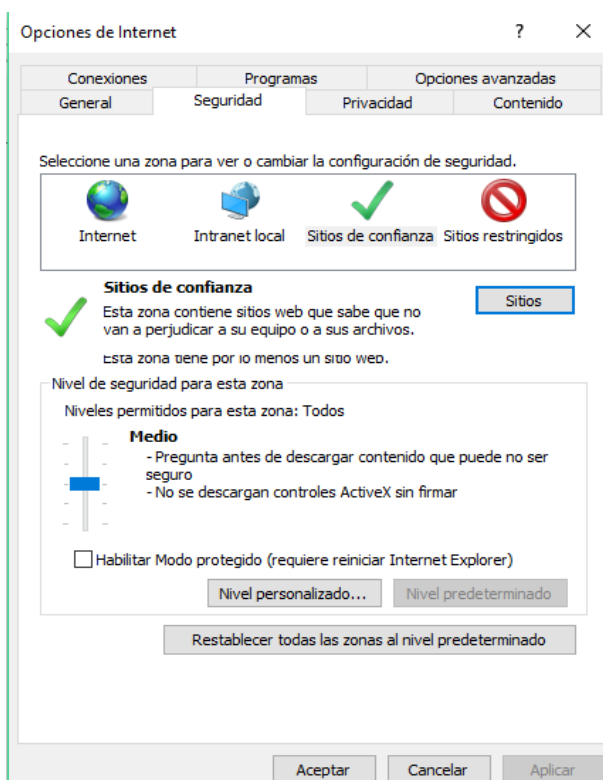 Opciones de Internet ? ×
Conexiones Programas Opciones avanzadas
General Seguridad Privacidad Contenido
Seleccione una zona para ver o cambiar la configuración de seguridad.
Internet Intranet local Sitios de confianza Sitios restringidos
Sitios de confianza
Sitios
Esta zona contiene sitios web que sabe que no
van a perjudicar a su equipo o a sus archivos.
Esta zona tiene por lo menos un sitio web.
Nivel de seguridad para esta zona
Niveles permitidos para esta zona: Todos
Medio
- Pregunta antes de descargar contenido que puede no ser
seguro
- No se descargan controles ActiveX sin firmar
Habilitar Modo protegido (requiere reiniciar Internet Explorer)
Nivel personalizado... Nivel predeterminado
Restablecer todas las zonas al nivel predeterminado
Aceptar Cancelar Aplicar